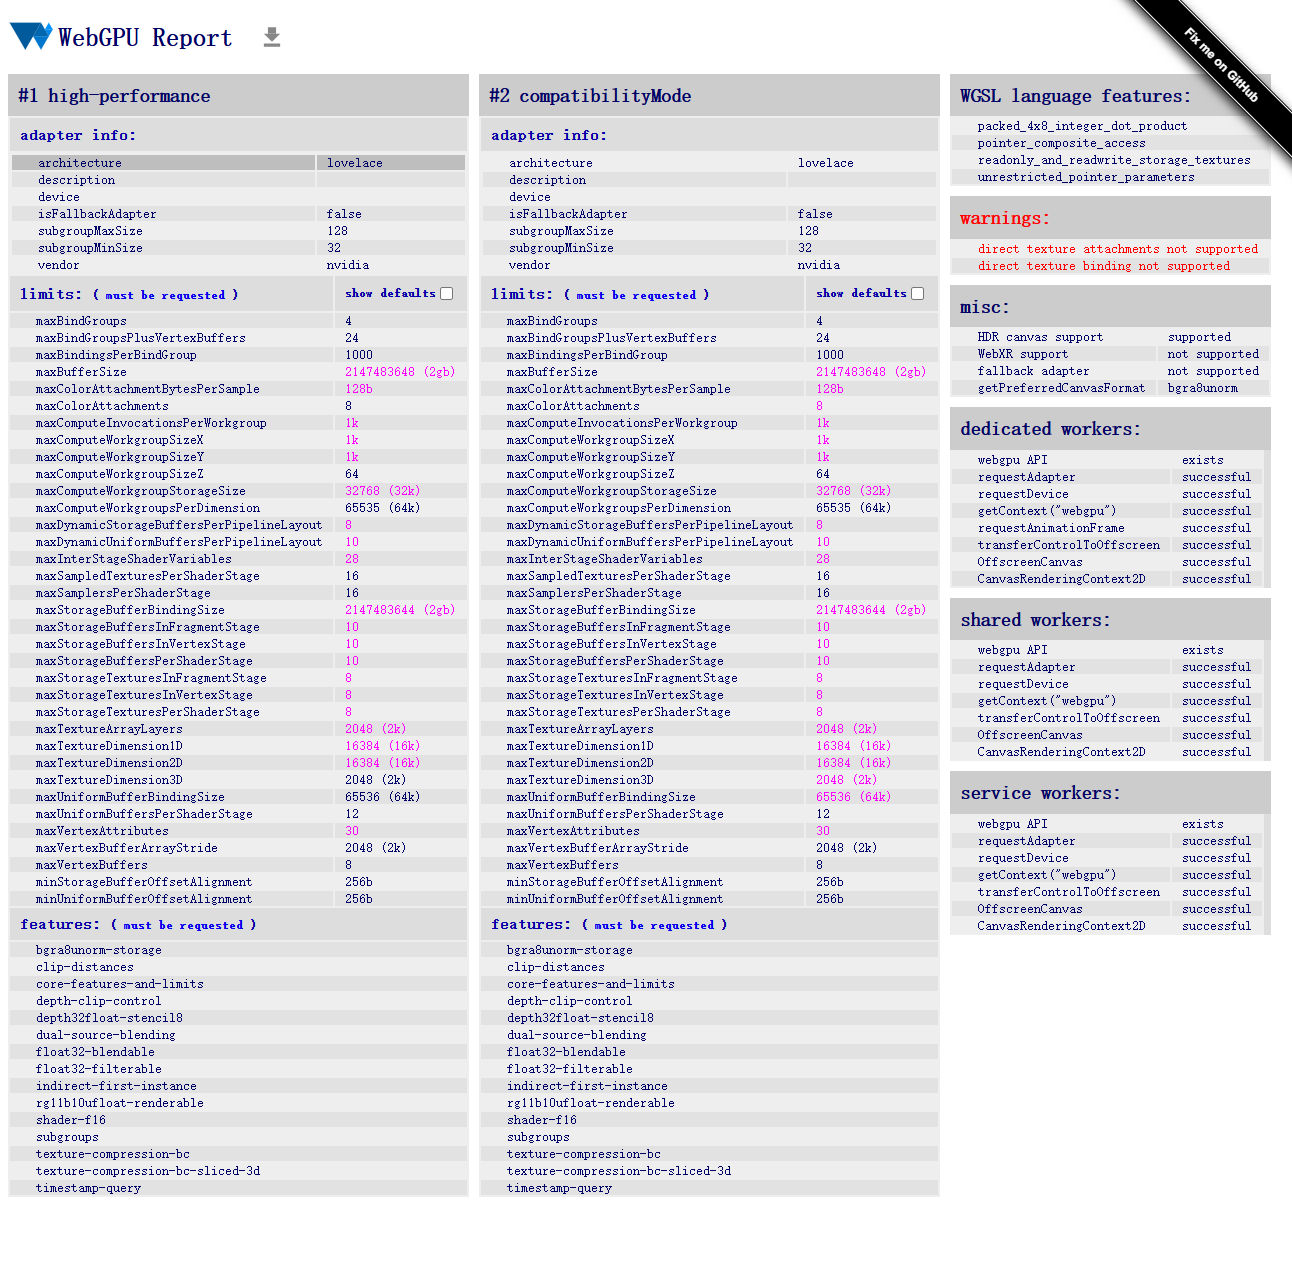 WebGPU Report
Fix me on GitHub
#1 high-performance
adapter info:
architecture lovelace
description
device
isFallbackAdapter false
subgroupMaxSize 128
subgroupMinSize 32
vendor nvidia
limits: ( must be requested ) show defaults
maxBindGroups 4
maxBindGroupsPlusVertexBuffers 24
maxBindingsPerBindGroup 1000
maxBufferSize 2147483648 (2gb)
maxColorAttachmentBytesPerSample 128b
maxColorAttachments 8
maxComputeInvocationsPerWorkgroup 1k
maxComputeWorkgroupSizeX 1k
maxComputeWorkgroupSizeY 1k
maxComputeWorkgroupSizeZ 64
maxComputeWorkgroupStorageSize 32768 (32k)
maxComputeWorkgroupsPerDimension 65535 (64k)
maxDynamicStorageBuffersPerPipelineLayout 8
maxDynamicUniformBuffersPerPipelineLayout 10
maxInterStageShaderVariables 28
maxSampledTexturesPerShaderStage 16
maxSamplersPerShaderStage 16
maxStorageBufferBindingSize 2147483644 (2gb)
maxStorageBuffersInFragmentStage 10
maxStorageBuffersInVertexStage 10
maxStorageBuffersPerShaderStage 10
maxStorageTexturesInFragmentStage 8
maxStorageTexturesInVertexStage 8
maxStorageTexturesPerShaderStage 8
maxTextureArrayLayers 2048 (2k)
maxTextureDimension1D 16384 (16k)
maxTextureDimension2D 16384 (16k)
maxTextureDimension3D 2048 (2k)
maxUniformBufferBindingSize 65536 (64k)
maxUniformBuffersPerShaderStage 12
maxVertexAttributes 30
maxVertexBufferArrayStride 2048 (2k)
maxVertexBuffers 8
minStorageBufferOffsetAlignment 256b
minUniformBufferOffsetAlignment 256b
features: ( must be requested )
bgra8unorm-storage
clip-distances
core-features-and-limits
depth-clip-control
depth32float-stencil8
dual-source-blending
float32-blendable
float32-filterable
indirect-first-instance
rg11b10ufloat-renderable
shader-f16
subgroups
texture-compression-bc
texture-compression-bc-sliced-3d
timestamp-query
#2 compatibilityMode
adapter info:
architecture lovelace
description
device
isFallbackAdapter false
subgroupMaxSize 128
subgroupMinSize 32
vendor nvidia
limits: ( must be requested ) show defaults
maxBindGroups 4
maxBindGroupsPlusVertexBuffers 24
maxBindingsPerBindGroup 1000
maxBufferSize 2147483648 (2gb)
maxColorAttachmentBytesPerSample 128b
maxColorAttachments 8
maxComputeInvocationsPerWorkgroup 1k
maxComputeWorkgroupSizeX 1k
maxComputeWorkgroupSizeY 1k
maxComputeWorkgroupSizeZ 64
maxComputeWorkgroupStorageSize 32768 (32k)
maxComputeWorkgroupsPerDimension 65535 (64k)
maxDynamicStorageBuffersPerPipelineLayout 8
maxDynamicUniformBuffersPerPipelineLayout 10
maxInterStageShaderVariables 28
maxSampledTexturesPerShaderStage 16
maxSamplersPerShaderStage 16
maxStorageBufferBindingSize 2147483644 (2gb)
maxStorageBuffersInFragmentStage 10
maxStorageBuffersInVertexStage 10
maxStorageBuffersPerShaderStage 10
maxStorageTexturesInFragmentStage 8
maxStorageTexturesInVertexStage 8
maxStorageTexturesPerShaderStage 8
maxTextureArrayLayers 2048 (2k)
maxTextureDimension1D 16384 (16k)
maxTextureDimension2D 16384 (16k)
maxTextureDimension3D 2048 (2k)
maxUniformBufferBindingSize 65536 (64k)
maxUniformBuffersPerShaderStage 12
maxVertexAttributes 30
maxVertexBufferArrayStride 2048 (2k)
maxVertexBuffers 8
minStorageBufferOffsetAlignment 256b
minUniformBufferOffsetAlignment 256b
features: ( must be requested )
bgra8unorm-storage
clip-distances
core-features-and-limits
depth-clip-control
depth32float-stencil8
dual-source-blending
float32-blendable
float32-filterable
indirect-first-instance
rg11b10ufloat-renderable
shader-f16
subgroups
texture-compression-bc
texture-compression-bc-sliced-3d
timestamp-query
WGSL language features:
packed_4x8_integer_dot_product
pointer_composite_access
readonly_and_readwrite_storage_textures
unrestricted_pointer_parameters
warnings:
direct texture attachments not supported
direct texture binding not supported
misc:
HDR canvas support supported
WebXR support not supported
fallback adapter not supported
getPreferredCanvasFormat bgra8unorm
dedicated workers:
webgpu API exists
requestAdapter successful
requestDevice successful
getContext("webgpu") successful
requestAnimationFrame successful
transferControlToOffscreen successful
OffscreenCanvas successful
CanvasRenderingContext2D successful
shared workers:
webgpu API exists
requestAdapter successful
requestDevice successful
getContext("webgpu") successful
transferControlToOffscreen successful
OffscreenCanvas successful
CanvasRenderingContext2D successful
service workers:
webgpu API exists
requestAdapter successful
requestDevice successful
getContext("webgpu") successful
transferControlToOffscreen successful
OffscreenCanvas successful
CanvasRenderingContext2D successful